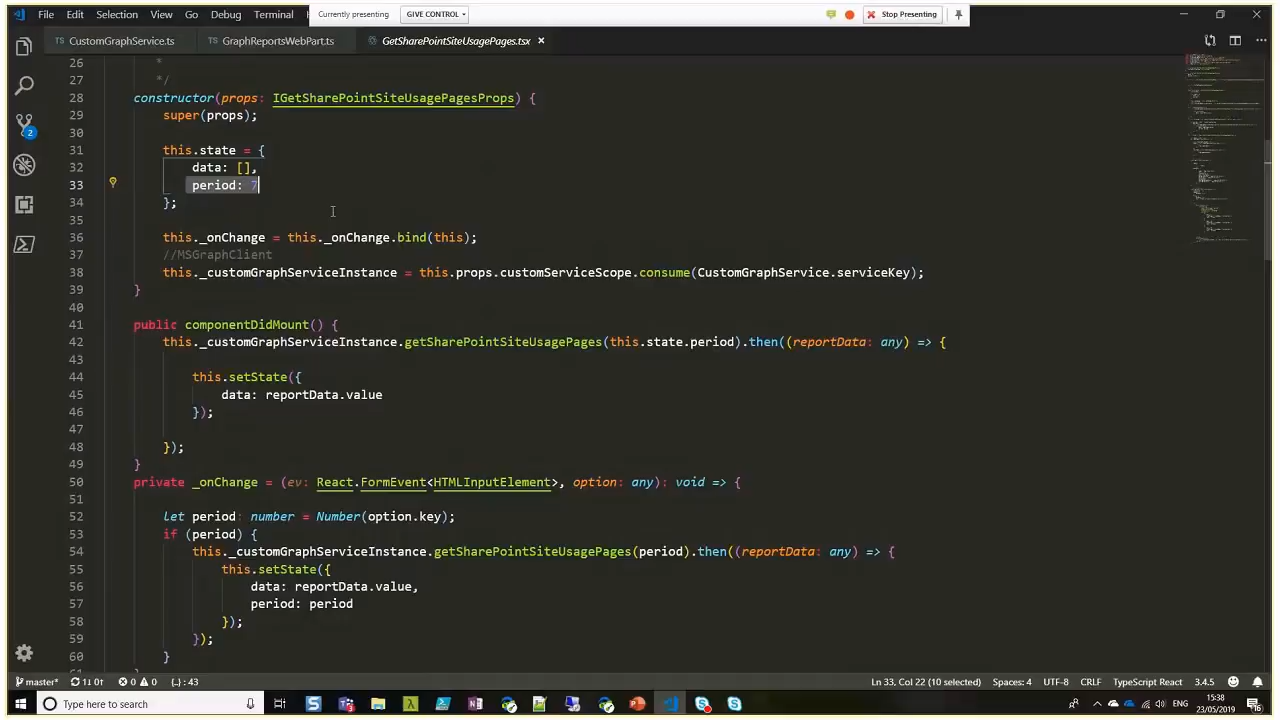 File Edit Selection View Go Debug Terminal
Currently presenting GIVE CONTROL Stop Presenting
CustomGraphService.ts GraphReportsWebPart.ts GetSharePointSiteUsagePages.tsx
26 *
27 */
28 constructor(props: IGetSharePointSiteUsagePagesProps) {
29 super(props);
30
31 this.state = {
32 data: [],
33 period: 7
34 };
35
36 this._onChange = this._onChange.bind(this);
37 //MSGraphClient
38 this._customGraphServiceInstance = this.props.customServiceScope.consume(CustomGraphService.serviceKey);
39 }
40
41 public componentDidMount() {
42 this._customGraphServiceInstance.getSharePointSiteUsagePages(this.state.period).then((reportData: any) => {
43
44 this.setState({
45 data: reportData.value
46 });
47
48 });
49 }
50 private _onChange = (ev: React.FormEvent<HTMLInputElement>, option: any): void => {
51
52 let period: number = Number(option.key);
53 if (period) {
54 this._customGraphServiceInstance.getSharePointSiteUsagePages(period).then((reportData: any) => {
55 this.setState({
56 data: reportData.value,
57 period: period
58 });
59 });
60 }
2
master* 1↓ 0↑ 0 0 {..}: 43 Ln 33, Col 22 (10 selected) Spaces: 4 UTF-8 CRLF TypeScript React 3.4.5
Type here to search ENG 15:38
23/05/2019